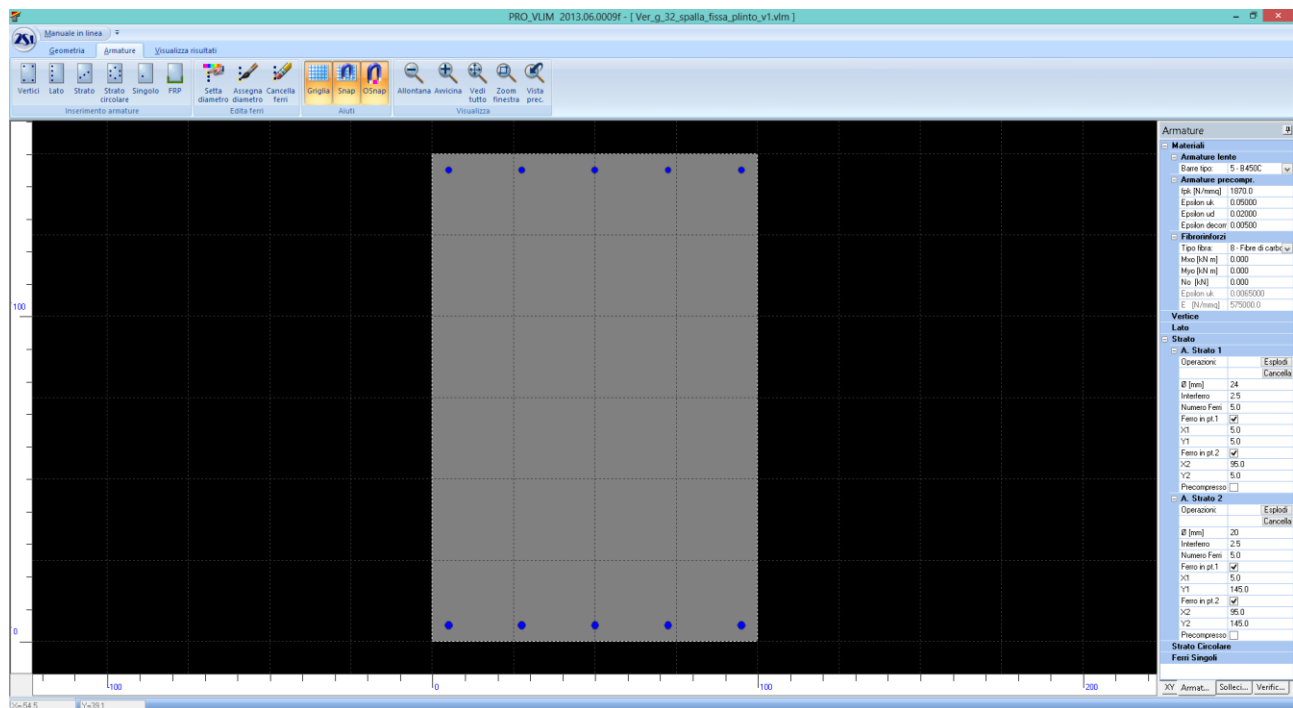 PRO_VLIM 2013.06.0009f - [ Ver_g_32_spalla_fissa_plinto_v1.vlm ]
2SI Manuale in linea
Geometria Armature Visualizza risultati
Vertici Lato Strato Strato circolare Singolo FRP Setta diametro Assegna diametro Cancella ferri Griglia Snap OSnap Allontana Avvicina Vedi tutto Zoom finestra Vista prec.
Inserimento armature Edita Ferri Aiuti Visualizza
Armature
Materiali
Armature lente
Barre tipo: 5 - B450C
Armature precompr.
fpk [N/mmq] 1870.0
Epsilon uk 0.05000
Epsilon ud 0.02000
Epsilon decom 0.00500
Fibrorinforzi
Tipo fibra: 8 - Fibre di carbo
Mxo [kN m] 0.000
Myo [kN m] 0.000
No [kN] 0.000
Epsilon uk 0.0065000
E [N/mmq] 575000.0
Vertice
Lato
Strato
A. Strato 1
Operazioni: Esplodi
Cancella
Ø [mm] 24
Interferro 2.5
Numero Ferri 5.0
Ferro in pt.1
X1 5.0
Y1 5.0
Ferro in pt.2
X2 95.0
Y2 5.0
Precompresso
A. Strato 2
Operazioni: Esplodi
Cancella
Ø [mm] 20
Interferro 2.5
Numero Ferri 5.0
Ferro in pt.1
X1 5.0
Y1 145.0
Ferro in pt.2
X2 95.0
Y2 145.0
Precompresso
Strato Circolare
Ferri Singoli
100
0
-100 0 100 200
XY Armat... Solleci... Verific...
X=-54.5 Y=39.1